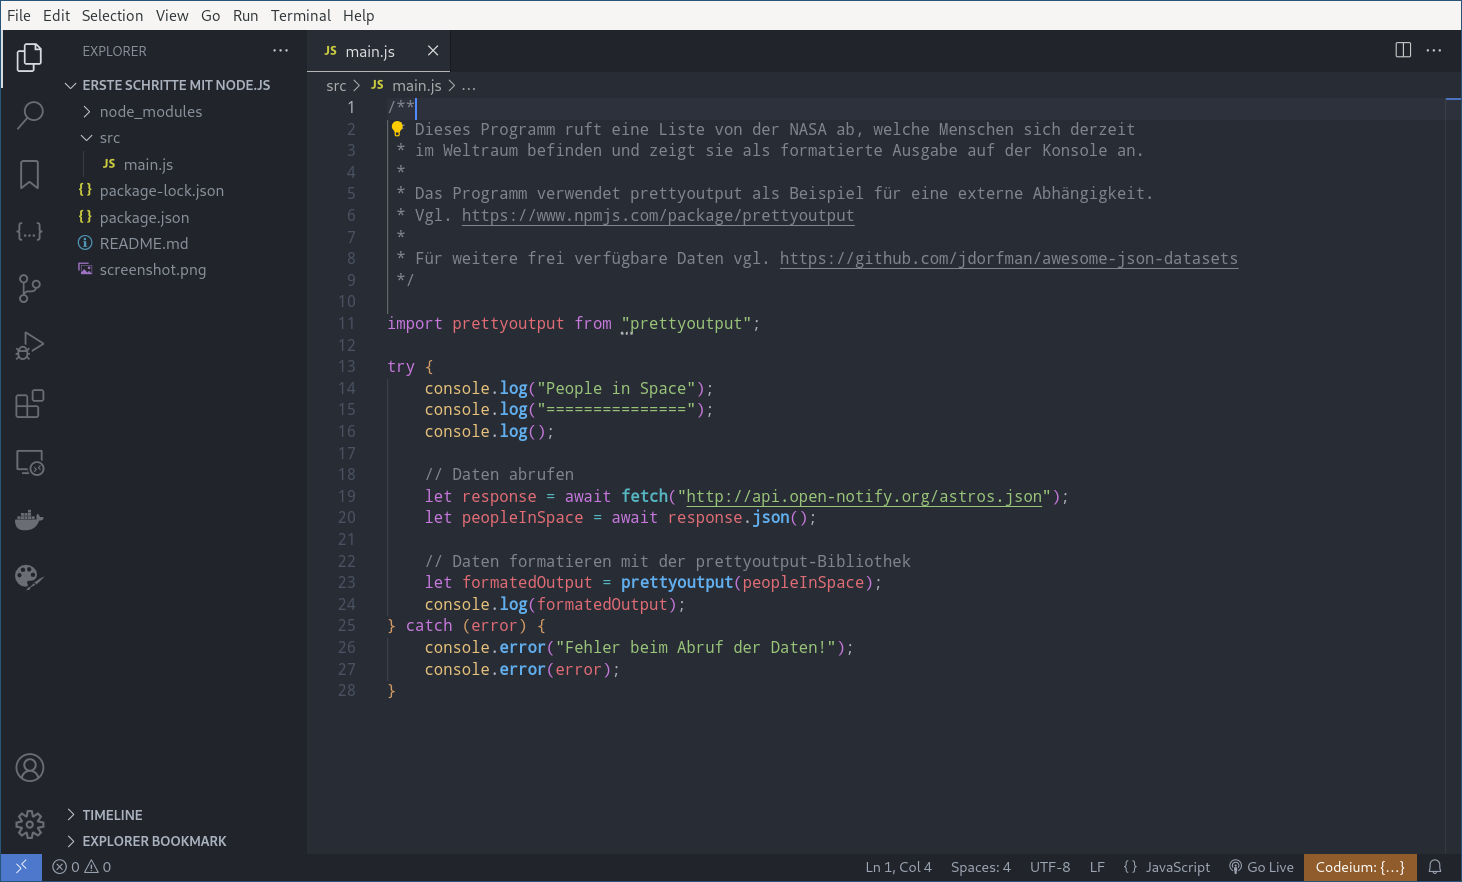 File Edit Selection View Go Run Terminal Help
EXPLORER ...
JS main.js
ERSTE SCHRITTE MIT NODE.JS
node_modules
src
JS main.js
{} package-lock.json
{} package.json
README.md
screenshot.png
TIMELINE
EXPLORER BOOKMARK
src > JS main.js > ...
1 /**
2 Dieses Programm ruft eine Liste von der NASA ab, welche Menschen sich derzeit
3 * im Weltraum befinden und zeigt sie als formatierte Ausgabe auf der Konsole an.
4 *
5 * Das Programm verwendet prettyoutput als Beispiel für eine externe Abhängigkeit.
6 * Vgl. https://www.npmjs.com/package/prettyoutput
7 *
8 * Für weitere frei verfügbare Daten vgl. https://github.com/jdorfman/awesome-json-datasets
9 */
10
11 import prettyoutput from "prettyoutput";
12
13 try {
14 console.log("People in Space");
15 console.log("===============");
16 console.log();
17
18 // Daten abrufen
19 let response = await fetch("http://api.open-notify.org/astros.json");
20 let peopleInSpace = await response.json();
21
22 // Daten formatieren mit der prettyoutput-Bibliothek
23 let formatedOutput = prettyoutput(peopleInSpace);
24 console.log(formatedOutput);
25 } catch (error) {
26 console.error("Fehler beim Abruf der Daten!");
27 console.error(error);
28 }
0 0 Ln 1, Col 4 Spaces: 4 UTF-8 LF {} JavaScript Go Live Codeium: {...}